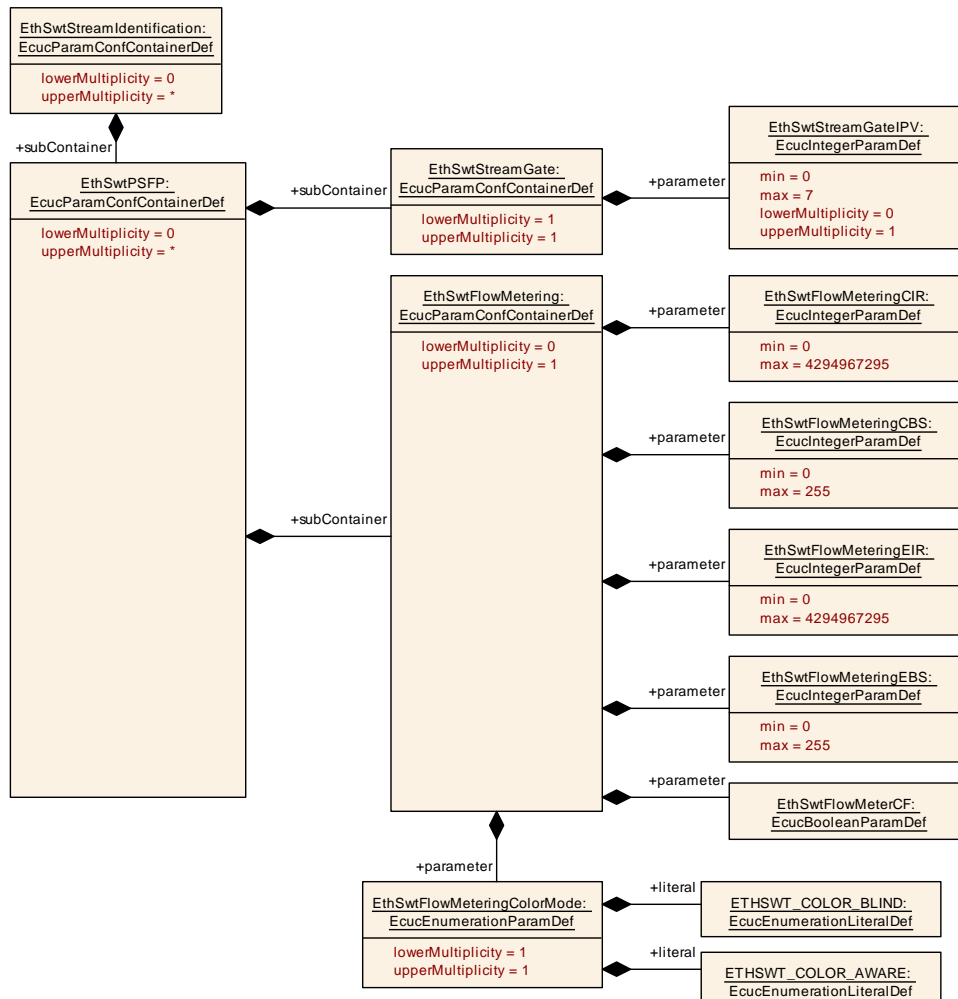 EthSwtStreamIdentification:
EcucParamConfContainerDef
lowerMultiplicity = 0
upperMultiplicity = *
+subContainer
EthSwtPSFP:
EcucParamConfContainerDef
lowerMultiplicity = 0
upperMultiplicity = *
+subContainer
EthSwtStreamGate:
EcucParamConfContainerDef
lowerMultiplicity = 1
upperMultiplicity = 1
+parameter
EthSwtStreamGateIPV:
EcucIntegerParamDef
min = 0
max = 7
lowerMultiplicity = 0
upperMultiplicity = 1
+subContainer
EthSwtFlowMetering:
EcucParamConfContainerDef
lowerMultiplicity = 0
upperMultiplicity = 1
+parameter
EthSwtFlowMeteringCIR:
EcucIntegerParamDef
min = 0
max = 4294967295
+parameter
EthSwtFlowMeteringCBS:
EcucIntegerParamDef
min = 0
max = 255
+parameter
EthSwtFlowMeteringEIR:
EcucIntegerParamDef
min = 0
max = 4294967295
+parameter
EthSwtFlowMeteringEBS:
EcucIntegerParamDef
min = 0
max = 255
+parameter
EthSwtFlowMeterCF:
EcucBooleanParamDef
+parameter
EthSwtFlowMeteringColorMode:
EcucEnumerationParamDef
lowerMultiplicity = 1
upperMultiplicity = 1
+literal
ETHSWT_COLOR_BLIND:
EcucEnumerationLiteralDef
+literal
ETHSWT_COLOR_AWARE:
EcucEnumerationLiteralDef